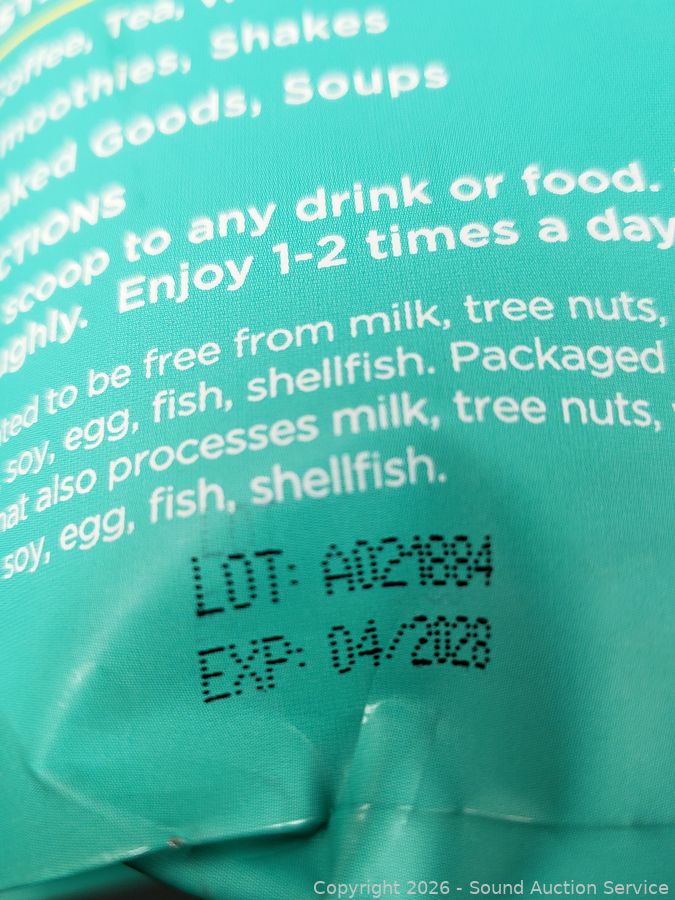 Coffee, Tea,
moothies, Shakes
aked Goods, Soups
CTIONS
scoop to any drink or food.
ughly. Enjoy 1-2 times a day
ted to be free from milk, tree nuts,
soy, egg, fish, shellfish. Packaged
hat also processes milk, tree nuts,
soy, egg, fish, shellfish.
LOT: A021884
EXP: 04/2028
Copyright 2026 - Sound Auction Service